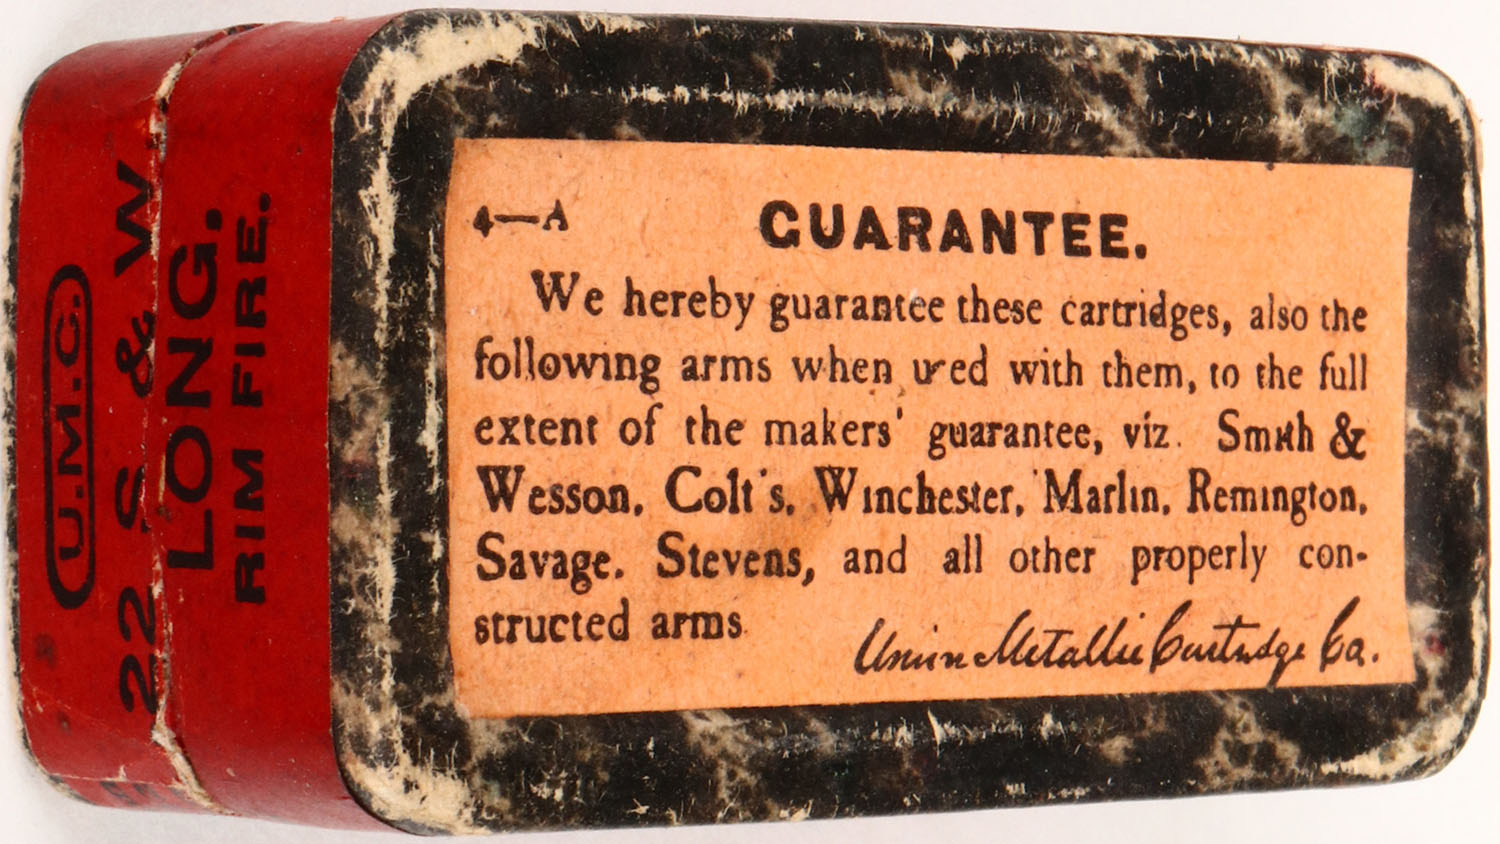 U.M.C.
22 S. & W.
LONG,
RIM FIRE.
4—A
GUARANTEE.
We hereby guarantee these cartridges, also the
following arms when used with them, to the full
extent of the makers' guarantee, viz. Smith &
Wesson, Colt's, Winchester, Marlin, Remington,
Savage, Stevens, and all other properly con-
structed arms
Union Metallic Cartridge Co.